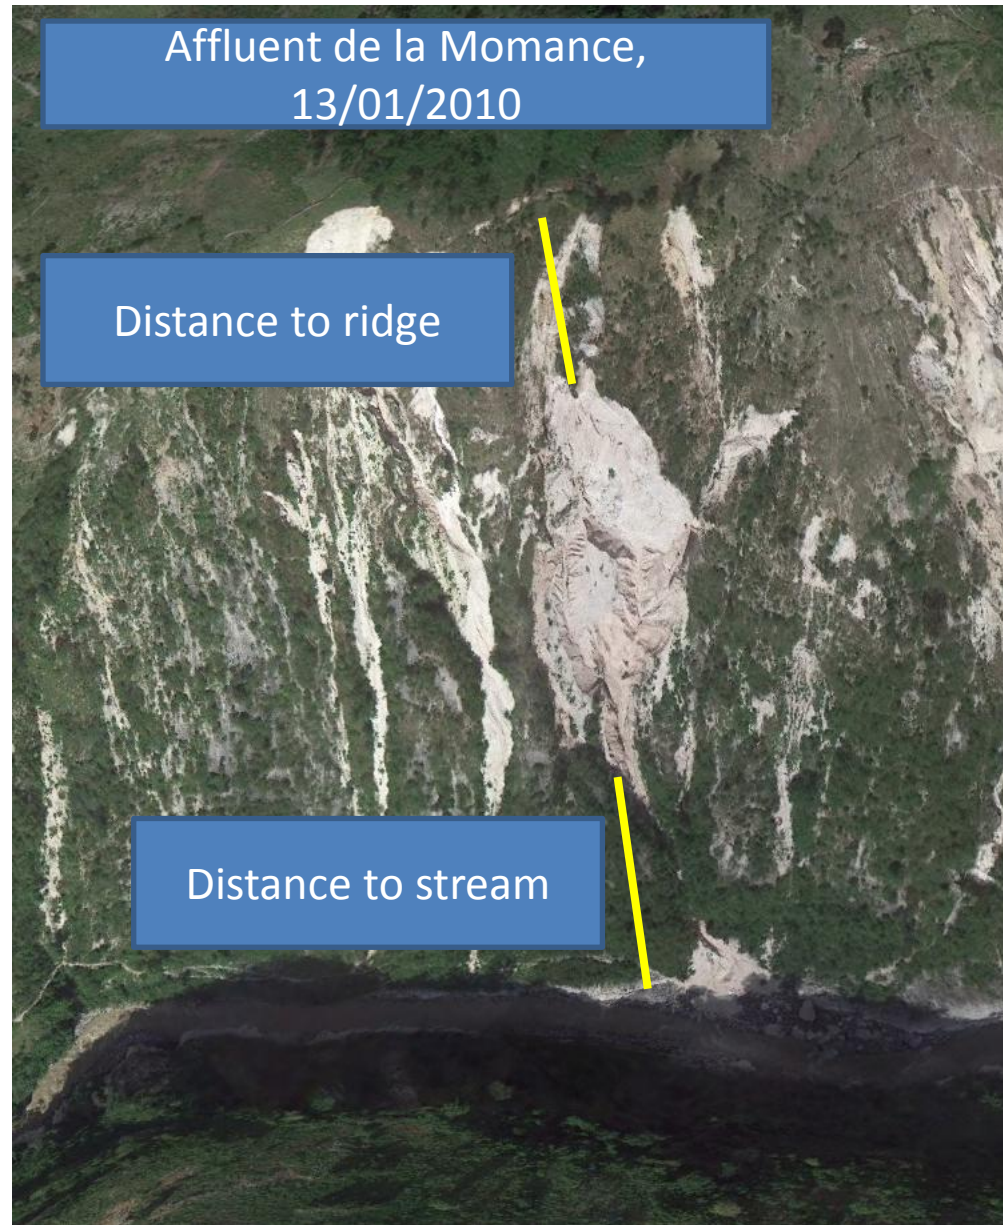 Affluent de la Momance,
13/01/2010
Distance to ridge
Distance to stream